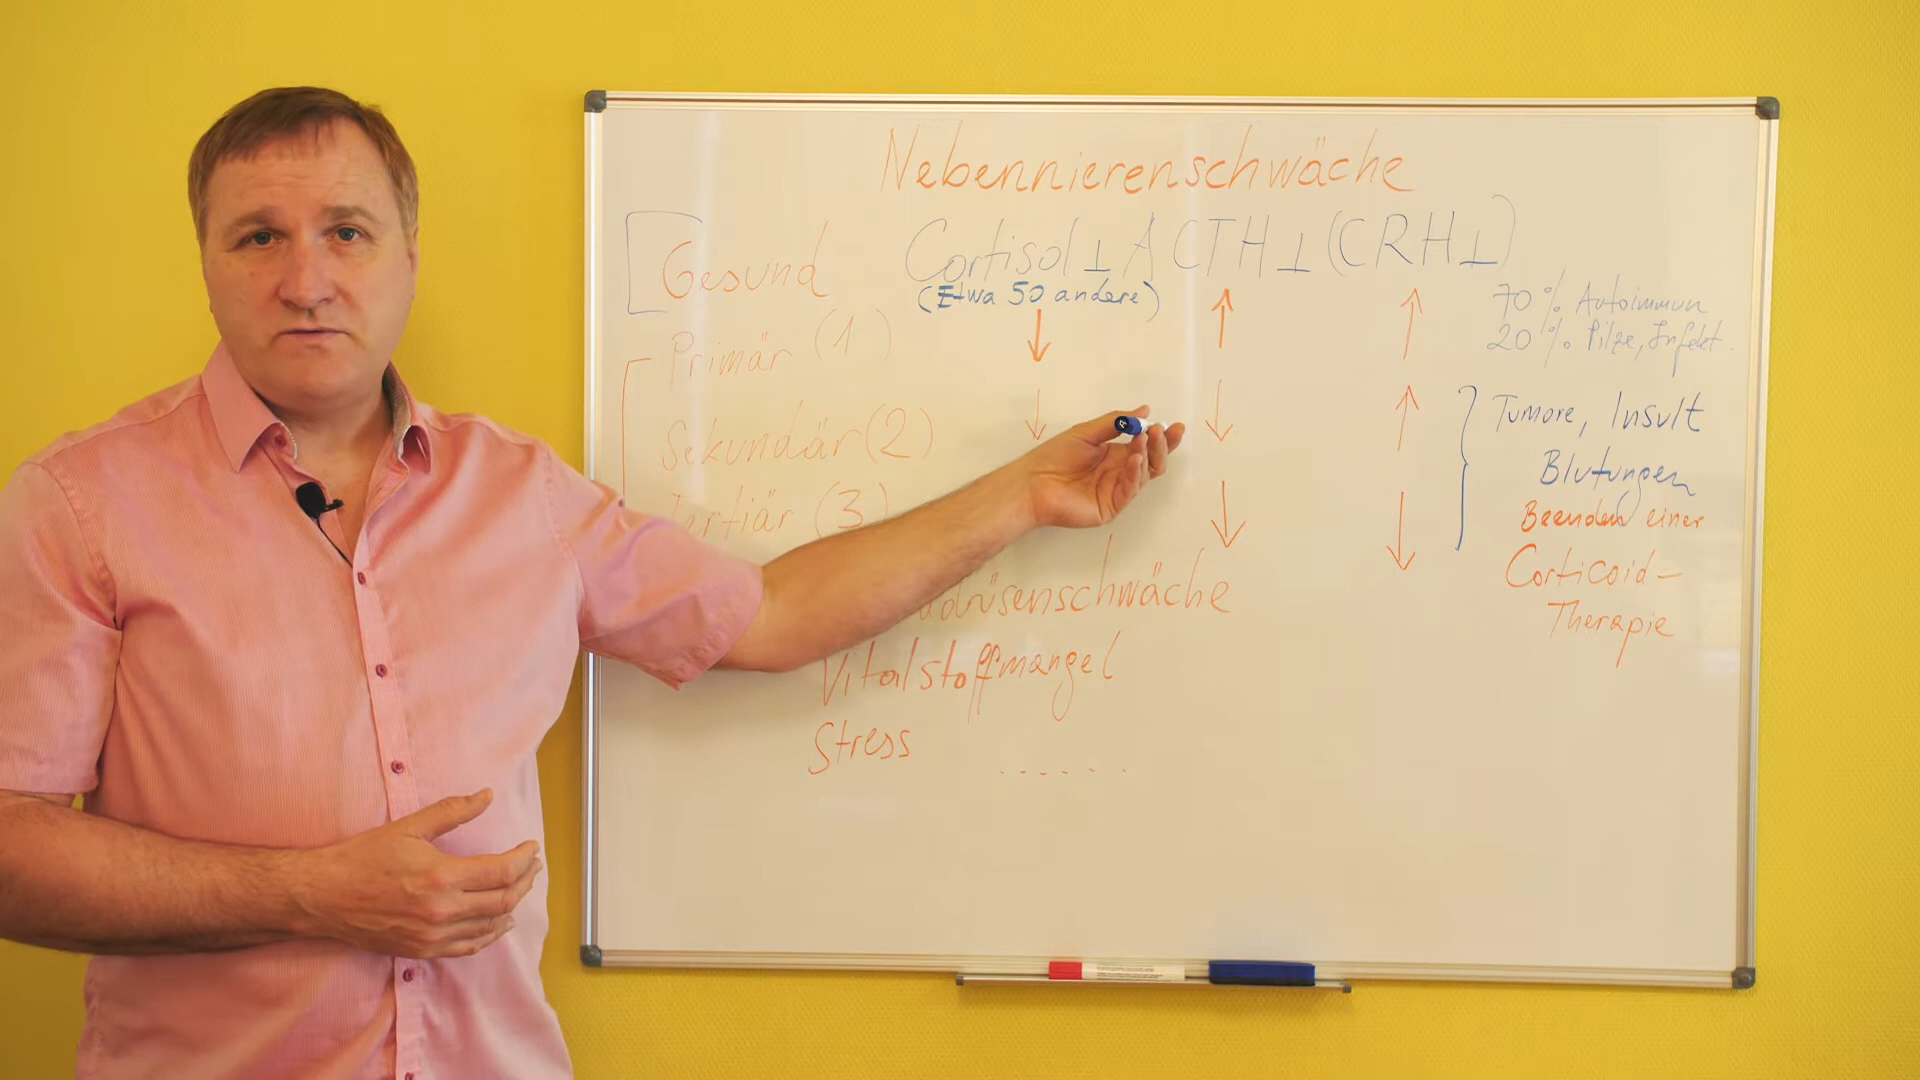 Nebennierenschwäche
Gesund Cortisol⊥ ACTH⊥ (CRH⊥)
(Etwa 50 andere)
Primär (1) ↓ ↑ ↑ 70% Autoimmun
20% Pilze, Infekt.
Sekundär (2) ↓ ↓ ↑ Tumore, Insult
Blutungen
Tertiär (3) ↓ ↓ Beenden einer
Corticoid-
Therapie
Vitalstoffmangel
Stress ......